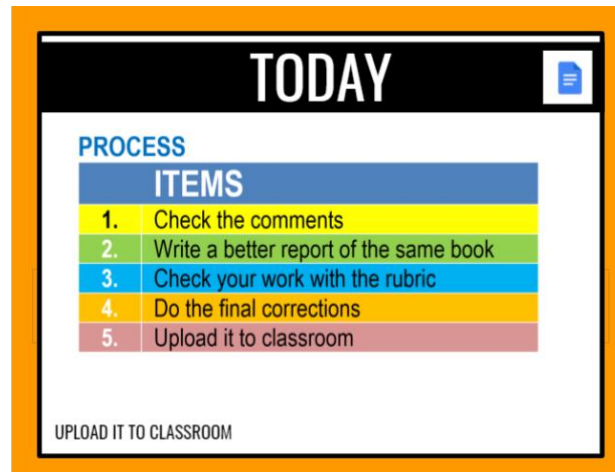 TODAY
PROCESS
ITEMS
1. Check the comments
2. Write a better report of the same book
3. Check your work with the rubric
4. Do the final corrections
5. Upload it to classroom
UPLOAD IT TO CLASSROOM